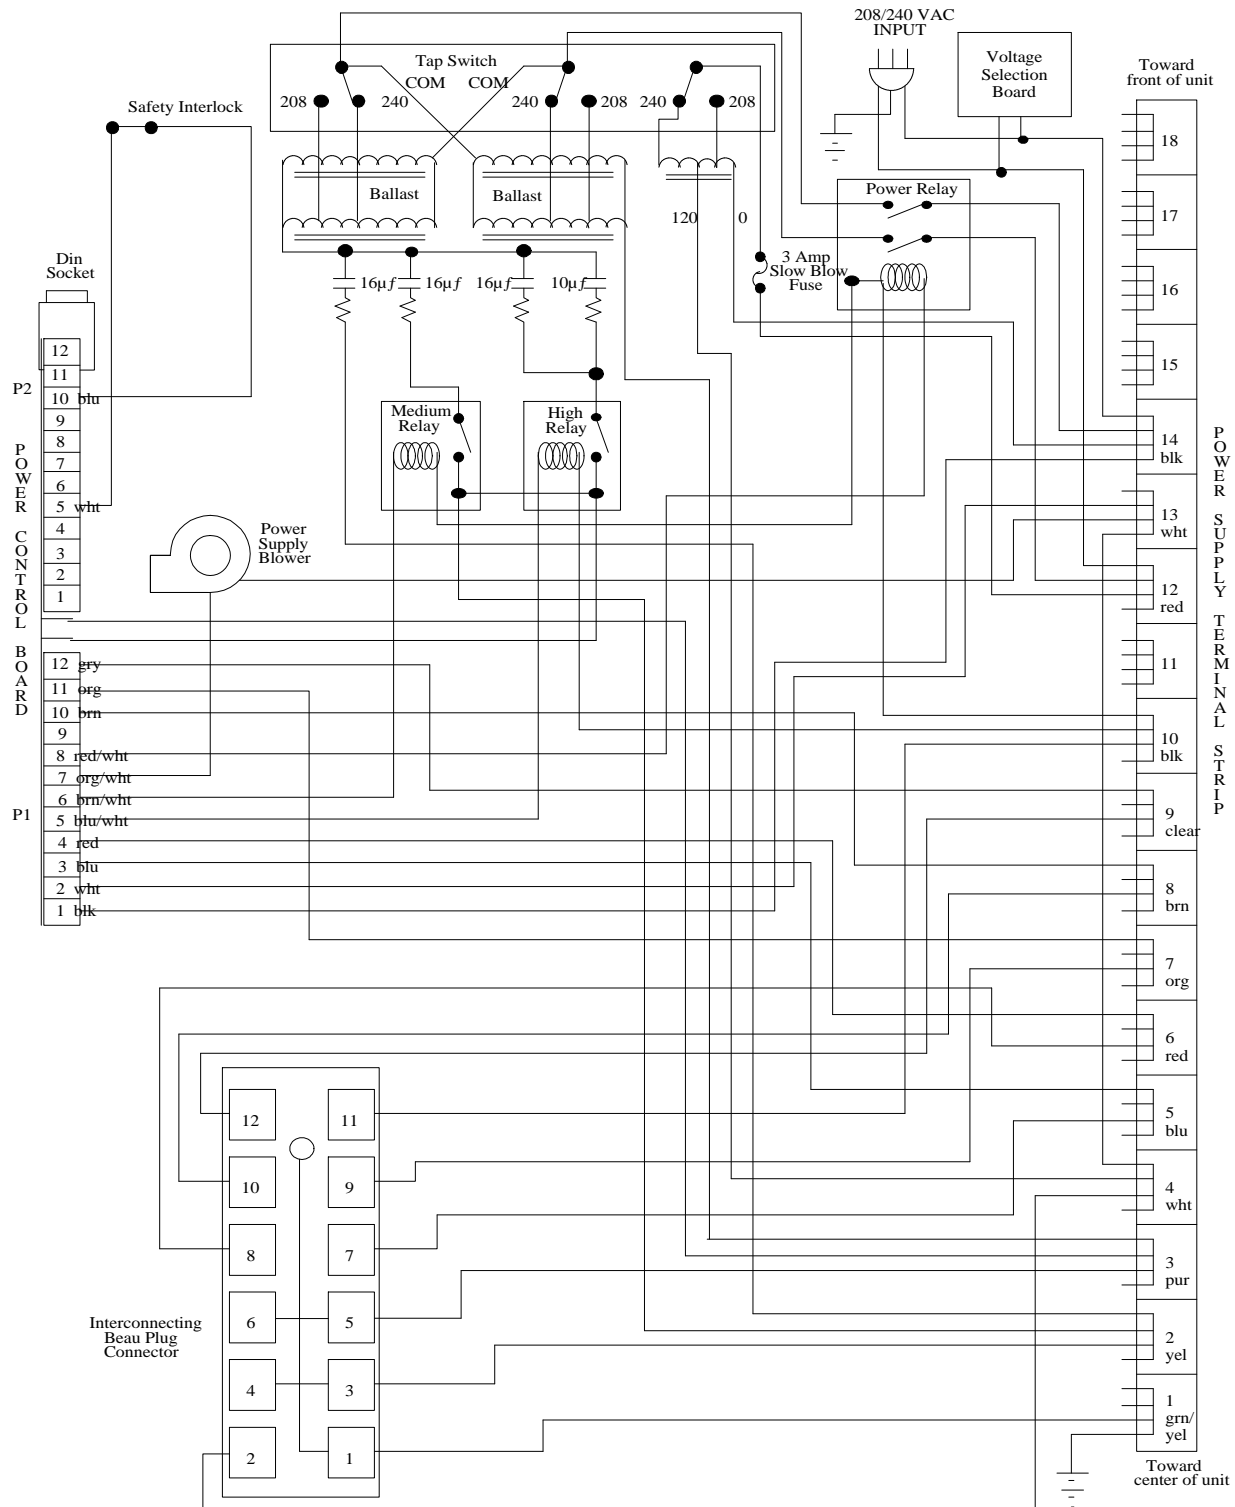 208/240 VAC
INPUT
Tap Switch
COM COM
208
240
240
208
240
208
Voltage
Selection
Board
Toward
front of unit
Safety Interlock
Ballast
Ballast
120
0
Power Relay
3 Amp
Slow Blow
Fuse
16µf
16µf
16µf
10µf
Din
Socket
P2
12
11
10 blu
9
8
7
6
5 wht
4
3
2
1
POWER CONTROL BOARD
Medium
Relay
High
Relay
Power
Supply
Blower
12 gry
11 org
10 brn
9
8 red/wht
7 org/wht
6 brn/wht
5 blu/wht
4 red
3 blu
2 wht
1 blk
P1
18
17
16
15
14
blk
13
wht
12
red
11
10
blk
9
clear
8
brn
7
org
6
red
5
blu
4
wht
3
pur
2
yel
1
grn/
yel
POWER SUPPLY TERMINAL STRIP
Toward
center of unit
12
11
10
9
8
7
6
5
4
3
2
1
Interconnecting
Beau Plug
Connector